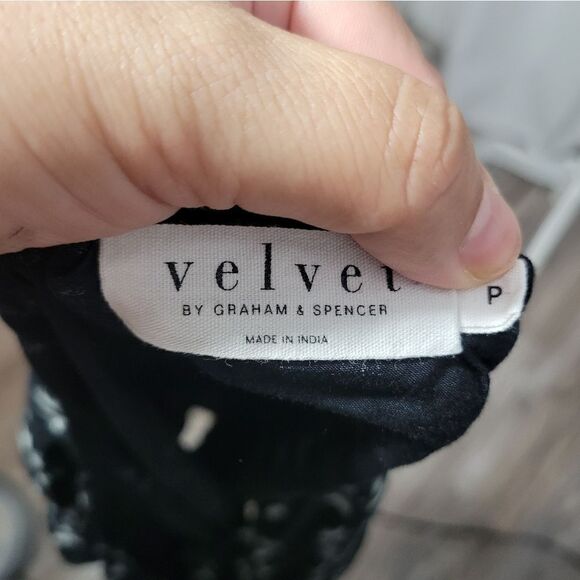 velvet
BY GRAHAM & SPENCER
MADE IN INDIA
P